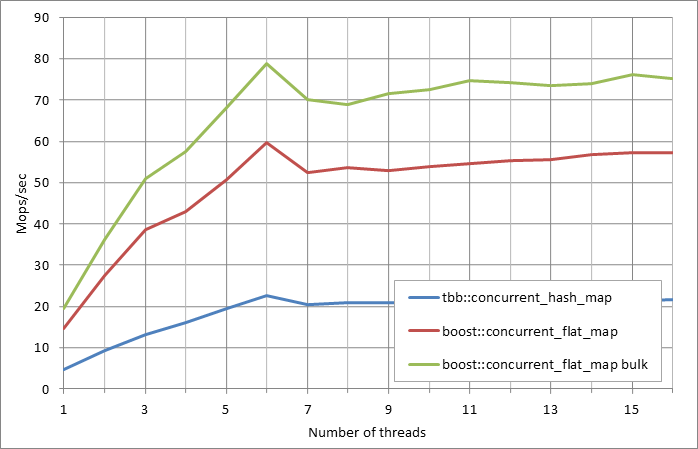 90
80
70
60
50
40
30
20
10
0
Mops/sec
tbb::concurrent_hash_map
boost::concurrent_flat_map
boost::concurrent_flat_map bulk
1 3 5 7 9 11 13 15
Number of threads